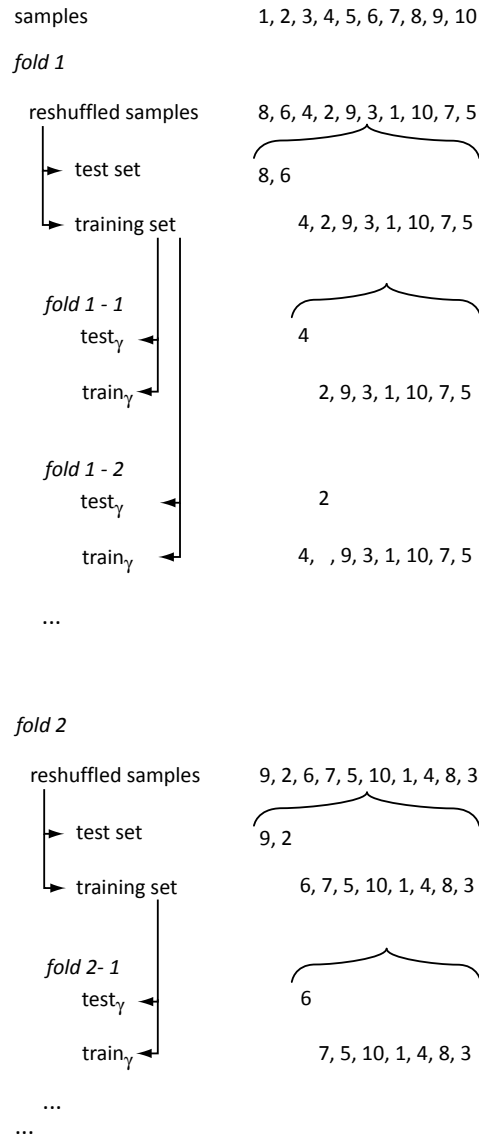 samples 1, 2, 3, 4, 5, 6, 7, 8, 9, 10
fold 1
reshuffled samples 8, 6, 4, 2, 9, 3, 1, 10, 7, 5
test set 8, 6
training set 4, 2, 9, 3, 1, 10, 7, 5
fold 1 - 1
testγ 4
trainγ 2, 9, 3, 1, 10, 7, 5
fold 1 - 2
testγ 2
trainγ 4, , 9, 3, 1, 10, 7, 5
...
fold 2
reshuffled samples 9, 2, 6, 7, 5, 10, 1, 4, 8, 3
test set 9, 2
training set 6, 7, 5, 10, 1, 4, 8, 3
fold 2- 1
testγ 6
trainγ 7, 5, 10, 1, 4, 8, 3
...
...